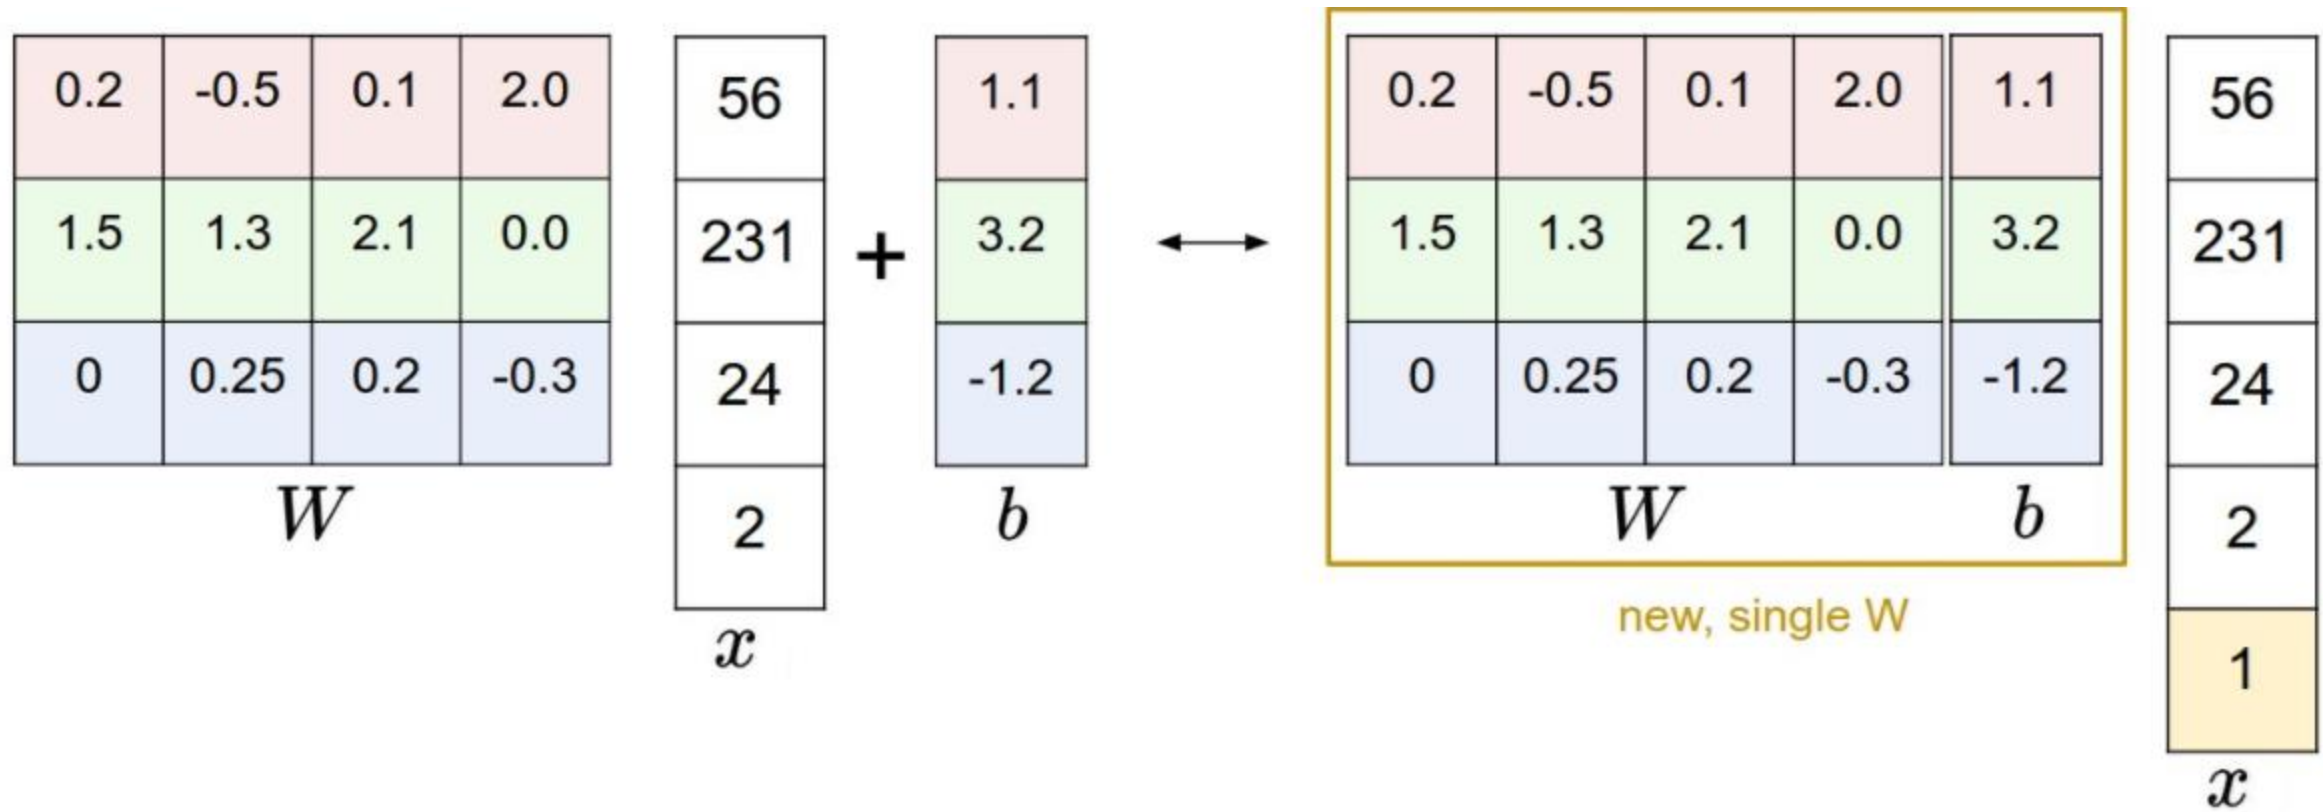 0.2 -0.5 0.1 2.0 56 1.1 0.2 -0.5 0.1 2.0 1.1 56
1.5 1.3 2.1 0.0 231 + 3.2 1.5 1.3 2.1 0.0 3.2 231
0 0.25 0.2 -0.3 24 -1.2 0 0.25 0.2 -0.3 -1.2 24
W 2 b W b 2
x new, single W 1
x